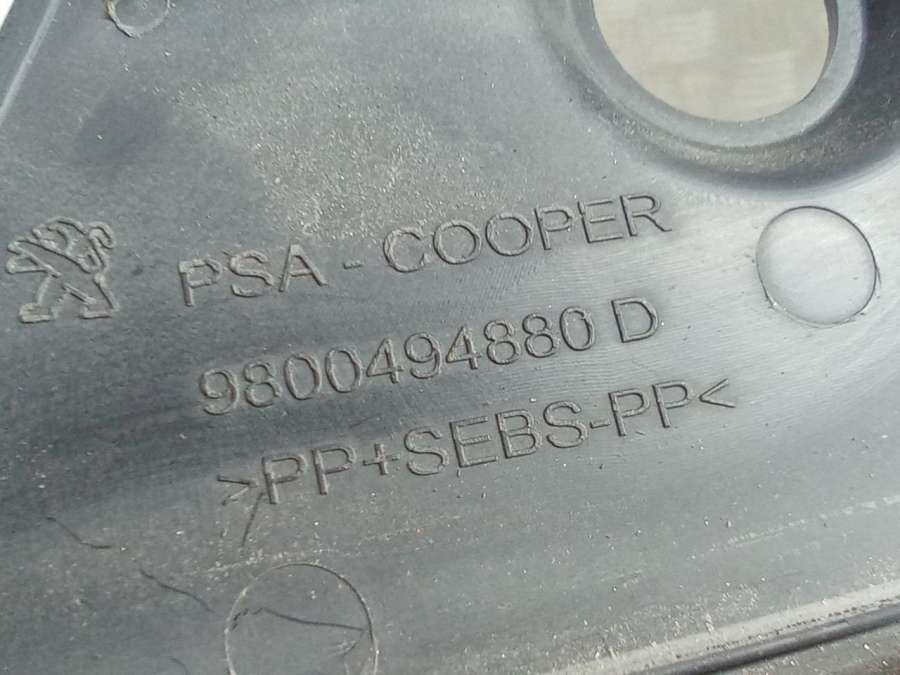 PSA - COOPER
9800494880 D
>PP+SEBS-PP<